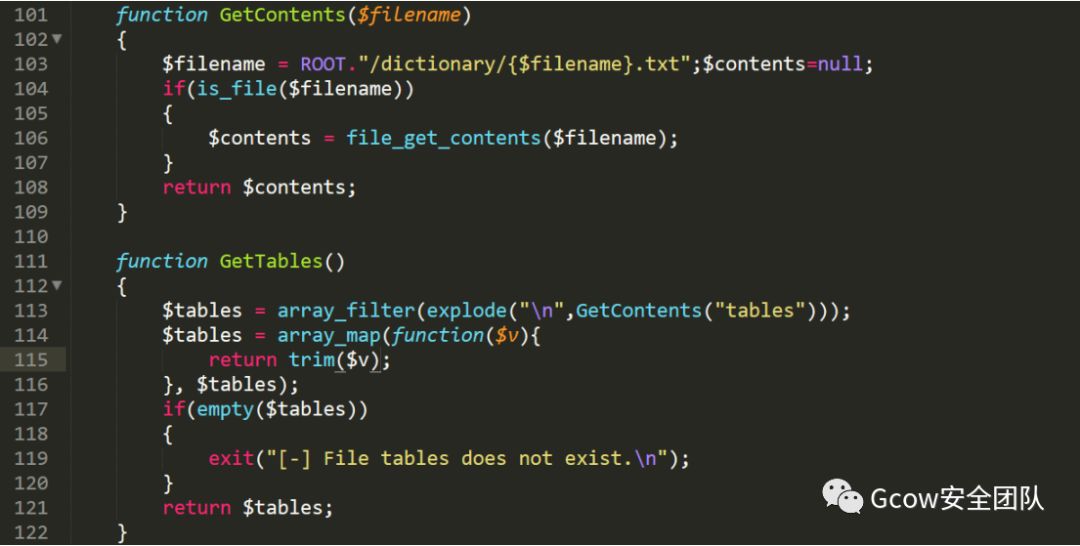 101 function GetContents($filename)
102 {
103 $filename = ROOT."/dictionary/{$filename}.txt";$contents=null;
104 if(is_file($filename))
105 {
106 $contents = file_get_contents($filename);
107 }
108 return $contents;
109 }
110
111 function GetTables()
112 {
113 $tables = array_filter(explode("\n",GetContents("tables")));
114 $tables = array_map(function($v){
115 return trim($v);
116 }, $tables);
117 if(empty($tables))
118 {
119 exit("[-] File tables does not exist.\n");
120 }
121 return $tables;
122 }
Gcow安全团队